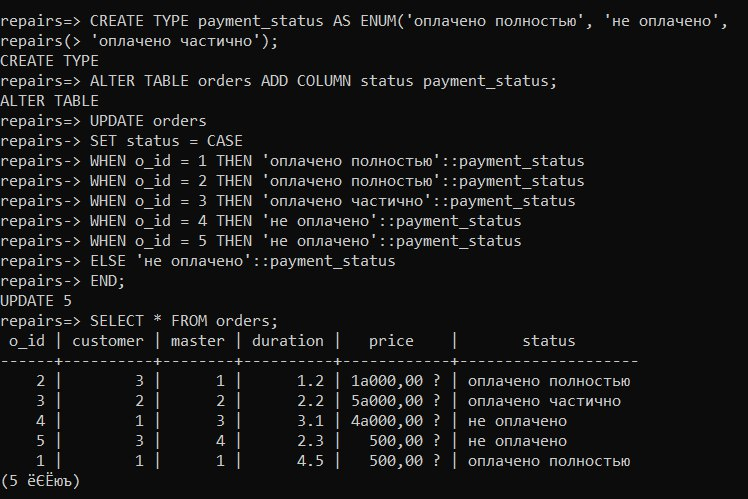 repairs=> CREATE TYPE payment_status AS ENUM('оплачено полностью', 'не оплачено',
repairs(> 'оплачено частично');
CREATE TYPE
repairs=> ALTER TABLE orders ADD COLUMN status payment_status;
ALTER TABLE
repairs=> UPDATE orders
repairs-> SET status = CASE
repairs-> WHEN o_id = 1 THEN 'оплачено полностью'::payment_status
repairs-> WHEN o_id = 2 THEN 'оплачено полностью'::payment_status
repairs-> WHEN o_id = 3 THEN 'оплачено частично'::payment_status
repairs-> WHEN o_id = 4 THEN 'не оплачено'::payment_status
repairs-> WHEN o_id = 5 THEN 'не оплачено'::payment_status
repairs-> ELSE 'не оплачено'::payment_status
repairs-> END;
UPDATE 5
repairs=> SELECT * FROM orders;
 o_id | customer | master | duration |   price    |       status
------+----------+--------+----------+------------+--------------------
    2 |        3 |      1 |      1.2 | 1а000,00 ? | оплачено полностью
    3 |        2 |      2 |      2.2 | 5а000,00 ? | оплачено частично
    4 |        1 |      3 |      3.1 | 4а000,00 ? | не оплачено
    5 |        3 |      4 |      2.3 |   500,00 ? | не оплачено
    1 |        1 |      1 |      4.5 |   500,00 ? | оплачено полностью
(5 ёЄЁюъ)